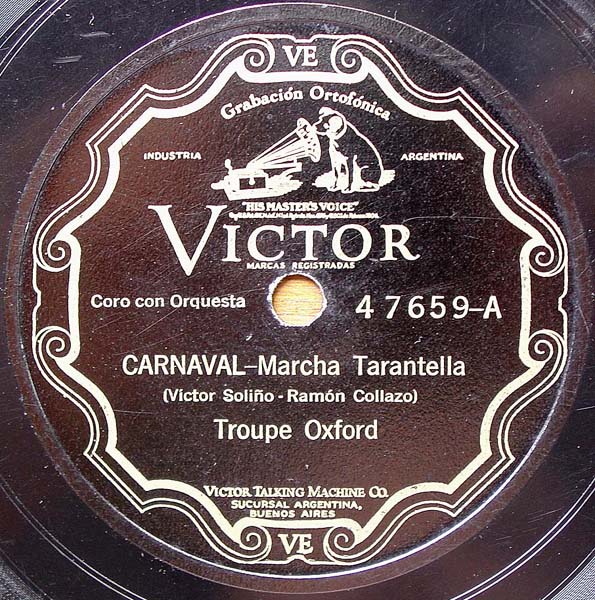 VE
Grabación Ortofónica
INDUSTRIA ARGENTINA
"HIS MASTER'S VOICE"
VICTOR
MARCAS REGISTRADAS
Coro con Orquesta 47659-A
CARNAVAL-Marcha Tarantella
(Victor Soliño - Ramón Collazo)
Troupe Oxford
VICTOR TALKING MACHINE CO.
SUCURSAL ARGENTINA,
BUENOS AIRES
VE